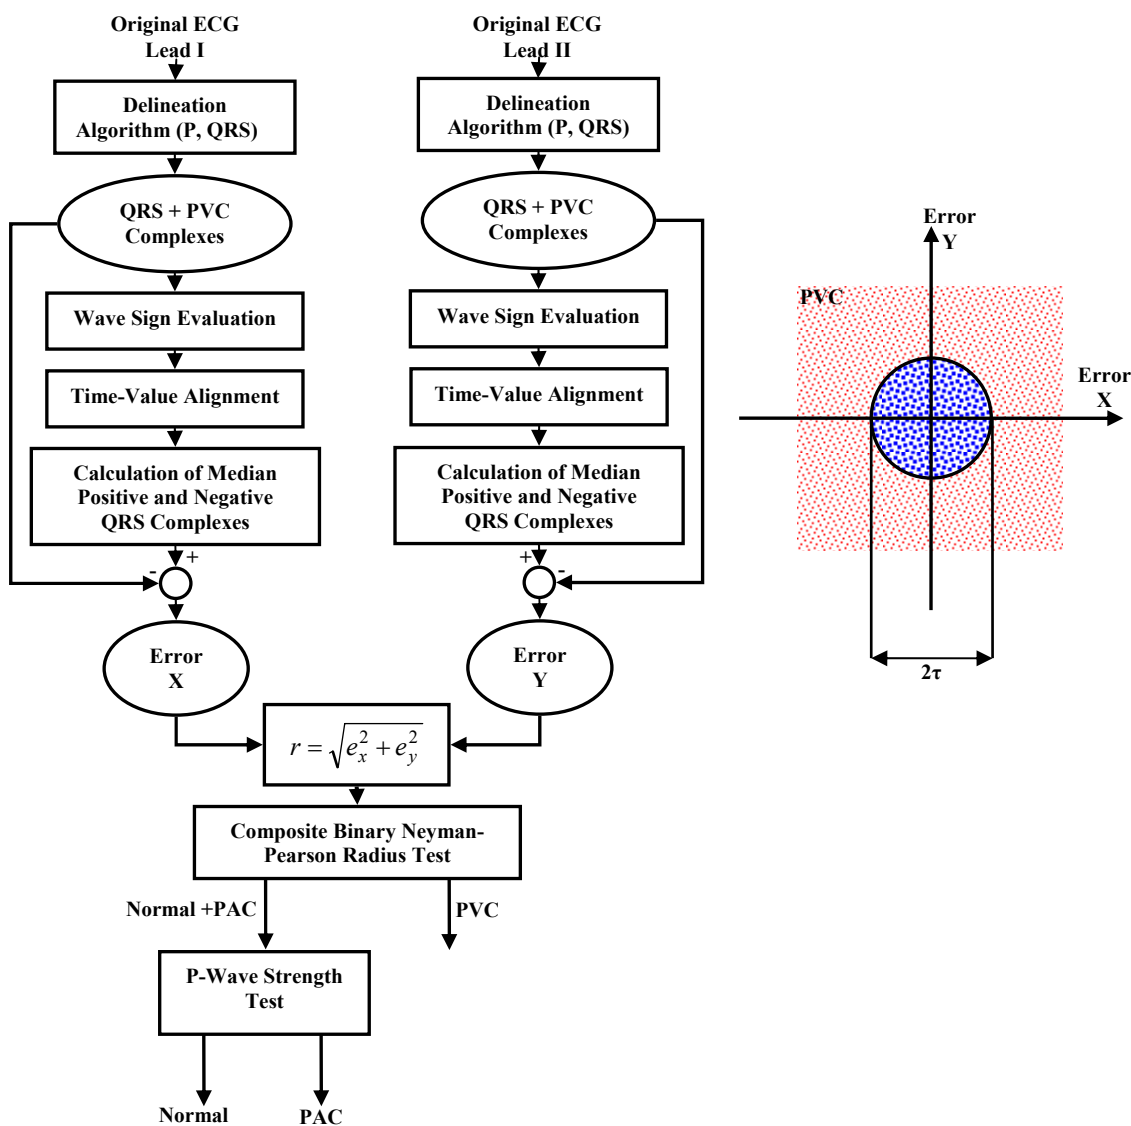 Original ECG
Lead I
Delineation
Algorithm (P, QRS)
QRS + PVC
Complexes
Wave Sign Evaluation
Time-Value Alignment
Calculation of Median
Positive and Negative
QRS Complexes
+
-
Error
X
Original ECG
Lead II
Delineation
Algorithm (P, QRS)
QRS + PVC
Complexes
Wave Sign Evaluation
Time-Value Alignment
Calculation of Median
Positive and Negative
QRS Complexes
+
-
Error
Y
r = √(e_x^2 + e_y^2)
Composite Binary Neyman-
Pearson Radius Test
Normal +PAC
PVC
P-Wave Strength
Test
Normal
PAC
Error
Y
PVC
Error
X
2τ